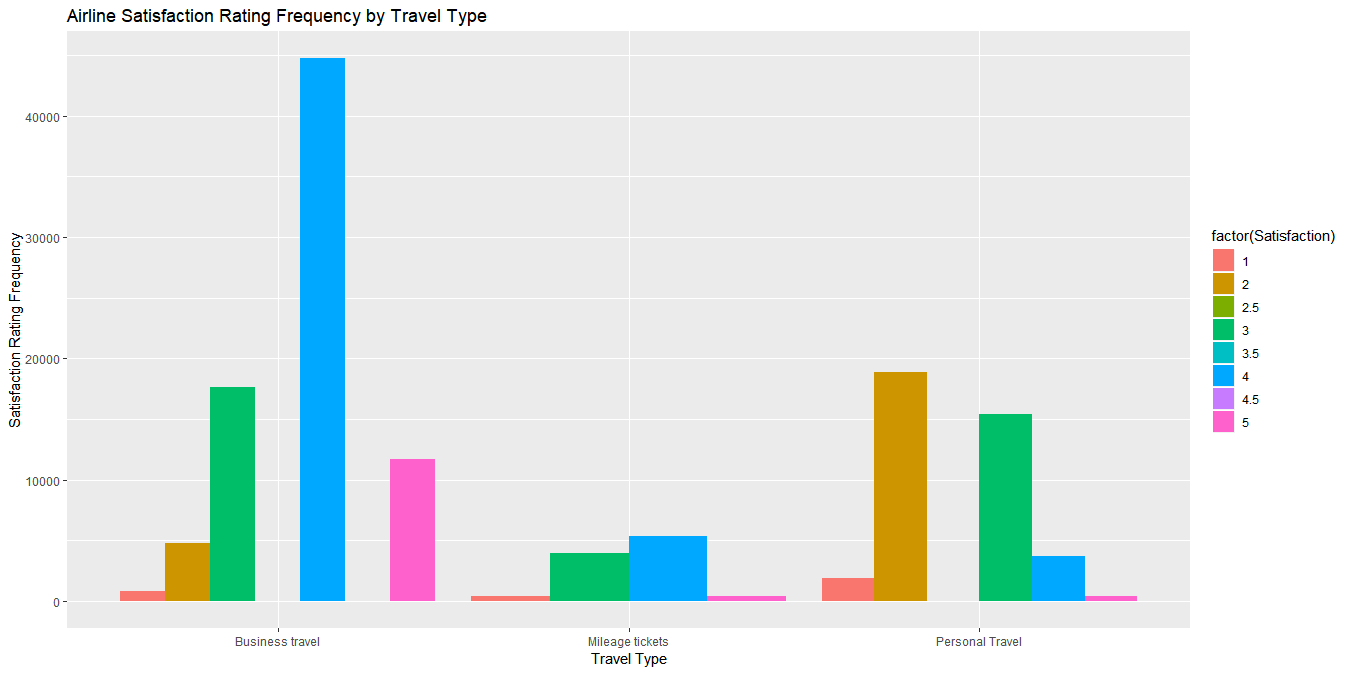 Airline Satisfaction Rating Frequency by Travel Type
Satisfaction Rating Frequency
40000
30000
20000
10000
0
Business travel
Mileage tickets
Personal Travel
Travel Type
factor(Satisfaction)
1
2
2.5
3
3.5
4
4.5
5